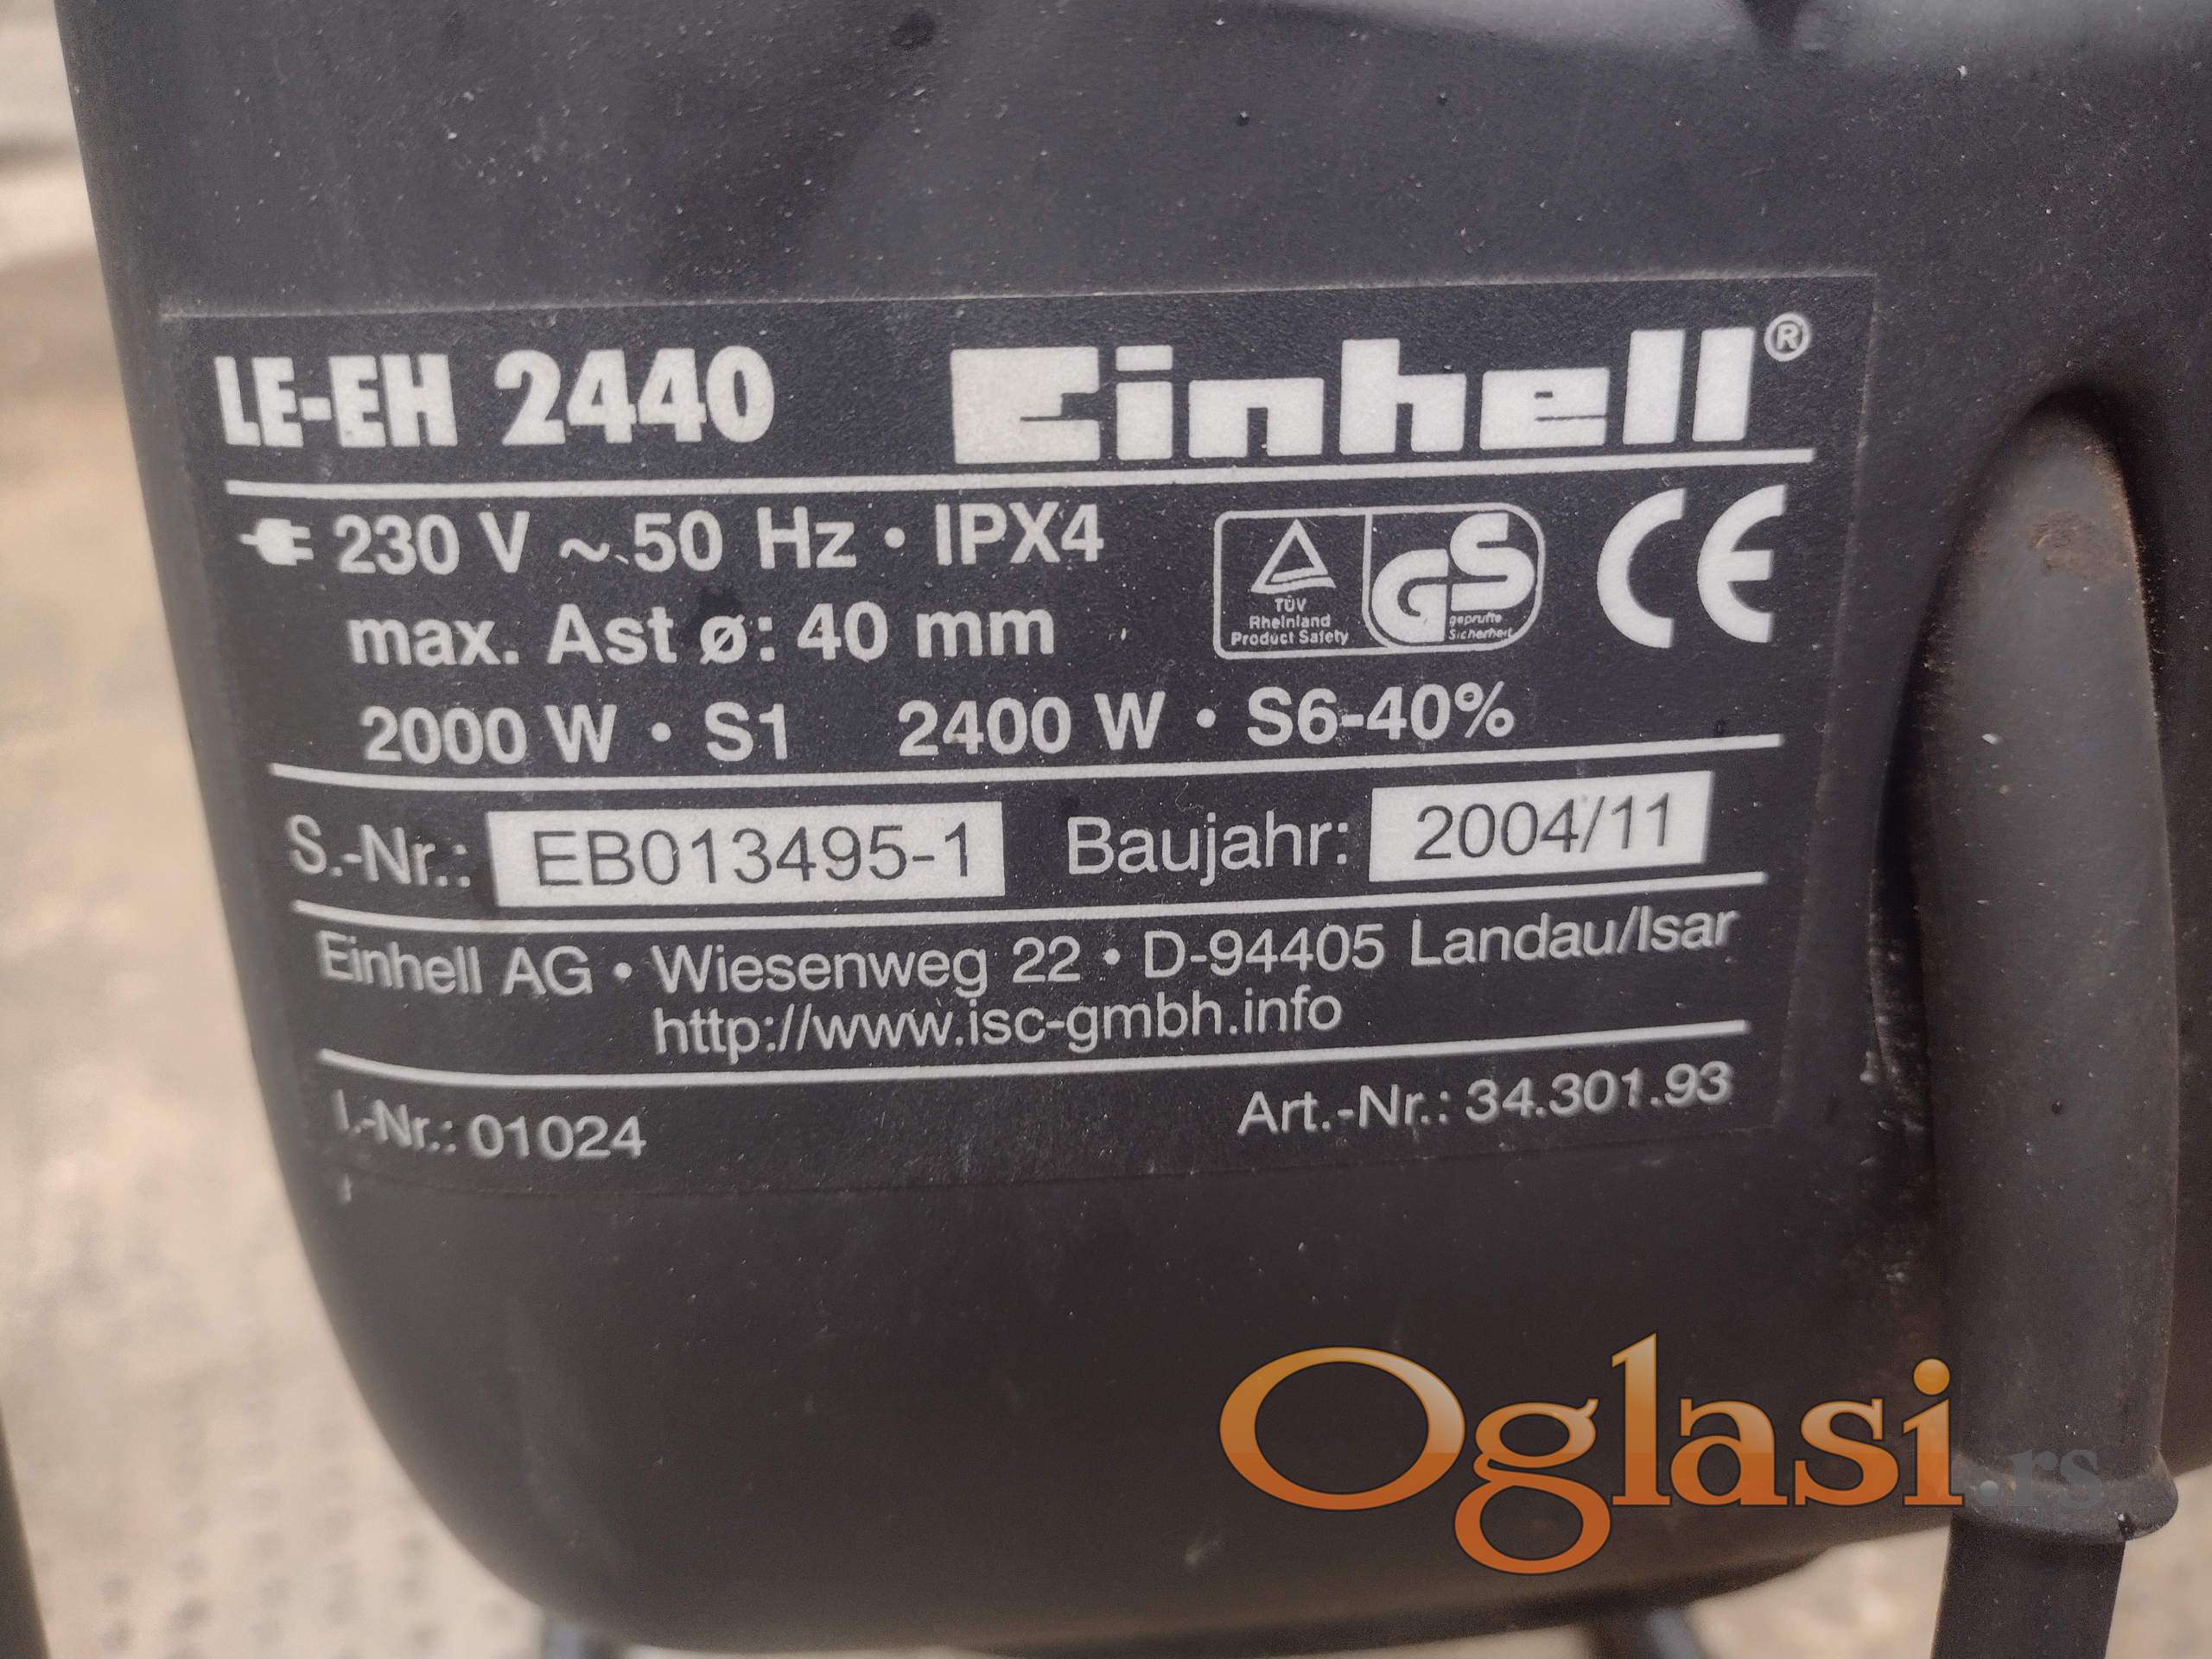 LE-EH 2440 Einhell®
230 V ~ 50 Hz • IPX4
max. Ast ø: 40 mm
TÜV
Rheinland
Product Safety
GS
geprüfte
Sicherheit
CE
2000 W • S1 2400 W • S6-40%
S.-Nr.: EB013495-1 Baujahr: 2004/11
Einhell AG • Wiesenweg 22 • D-94405 Landau/Isar
http://www.isc-gmbh.info
I.-Nr.: 01024 Art.-Nr.: 34.301.93
Oglasi.rs